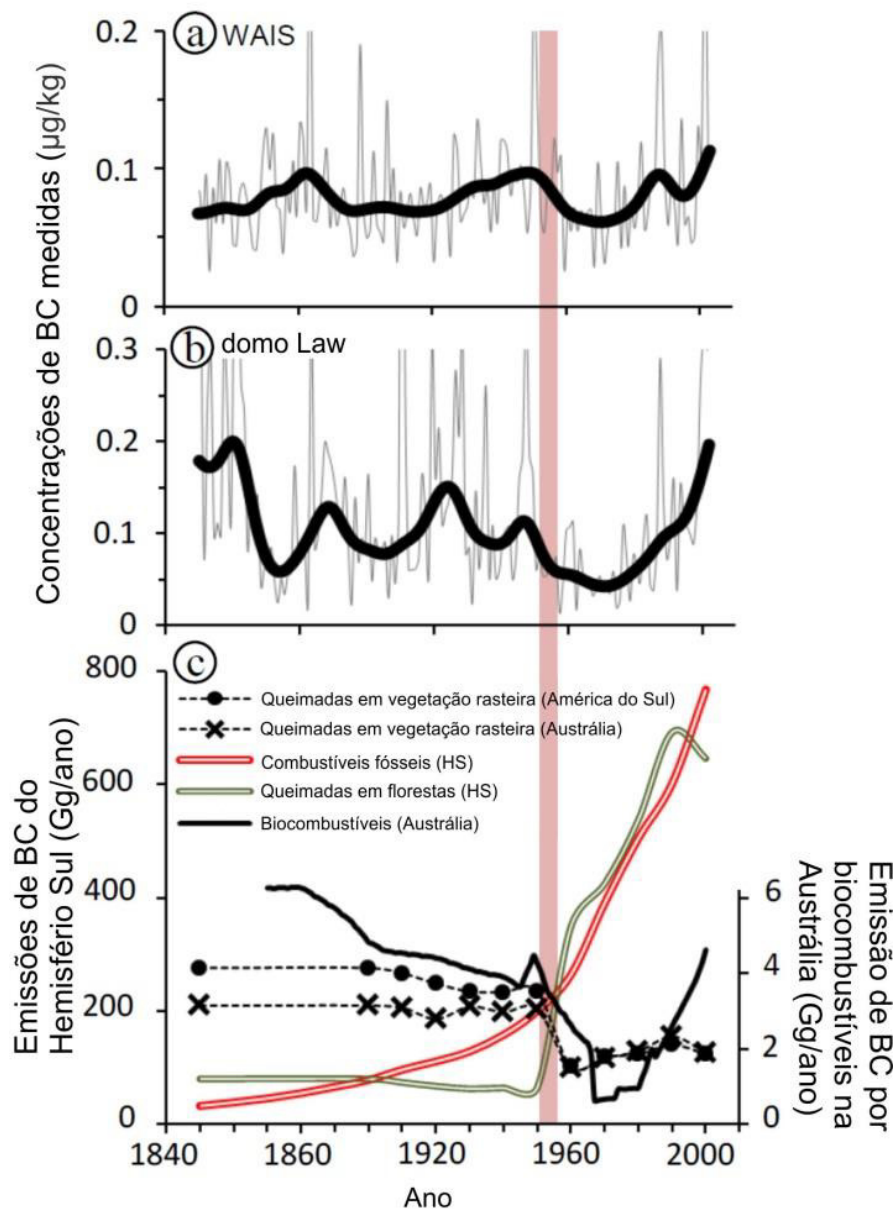 Concentrações de BC medidas (µg/kg)
a WAIS
0.2
0.1
0
b domo Law
0.3
0.2
0.1
0
c
Emissões de BC do
Hemisfério Sul (Gg/ano)
800
600
400
200
0
Queimadas em vegetação rasteira (América do Sul)
Queimadas em vegetação rasteira (Austrália)
Combustíveis fósseis (HS)
Queimadas em florestas (HS)
Biocombustíveis (Austrália)
6
4
2
0
Emissão de BC por
biocombustíveis na
Austrália (Gg/ano)
1840 1860 1920 1960 2000
Ano